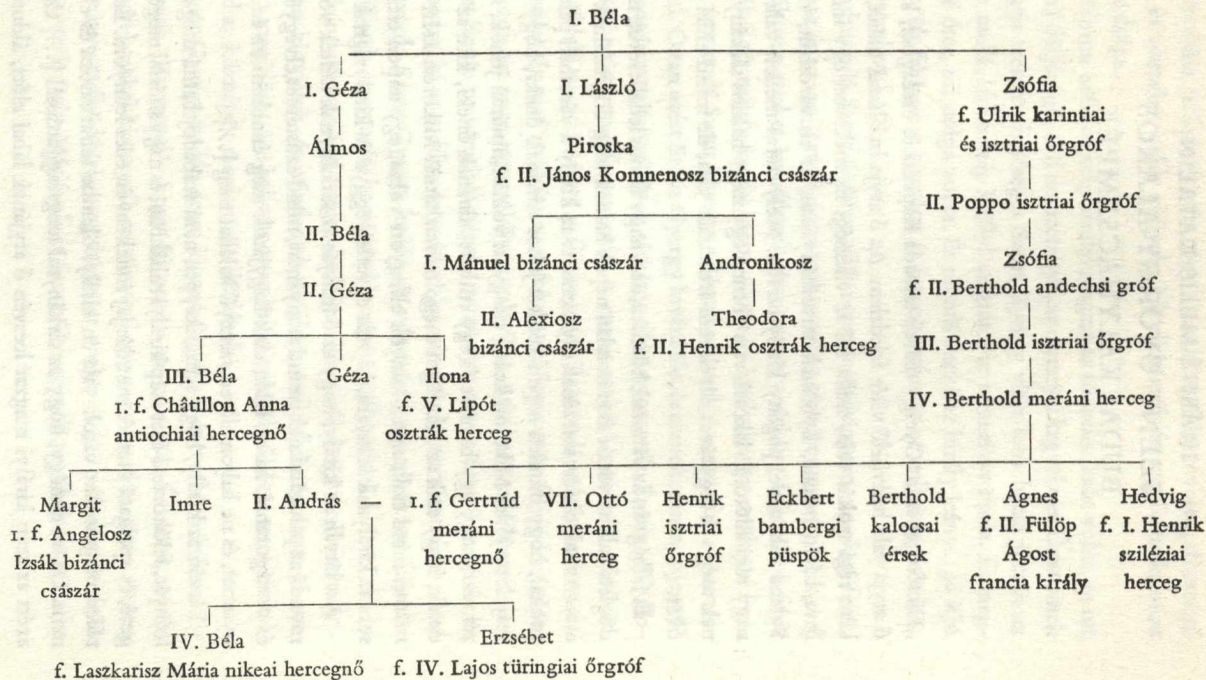 I. Béla
I. Géza
I. László
Zsófia
f. Ulrik karintiai
és isztriai őrgróf
Álmos
Piroska
f. II. János Komnenosz bizánci császár
II. Poppo isztriai őrgróf
II. Béla
I. Mánuel bizánci császár
Andronikosz
Zsófia
f. II. Berthold andechsi gróf
II. Géza
II. Alexiosz
bizánci császár
Theodora
f. II. Henrik osztrák herceg
III. Berthold isztriai őrgróf
III. Béla
1. f. Châtillon Anna
antiochiai hercegnő
Géza
Ilona
f. V. Lipót
osztrák herceg
IV. Berthold meráni herceg
Margit
1. f. Angelosz
Izsák bizánci
császár
Imre
II. András —
1. f. Gertrúd
meráni
hercegnő
VII. Ottó
meráni
herceg
Henrik
isztriai
őrgróf
Eckbert
bambergi
püspök
Berthold
kalocsai
érsek
Ágnes
f. II. Fülöp
Ágost
francia király
Hedvig
f. I. Henrik
sziléziai
herceg
IV. Béla
f. Laszkarisz Mária nikeai hercegnő
Erzsébet
f. IV. Lajos türingiai őrgróf